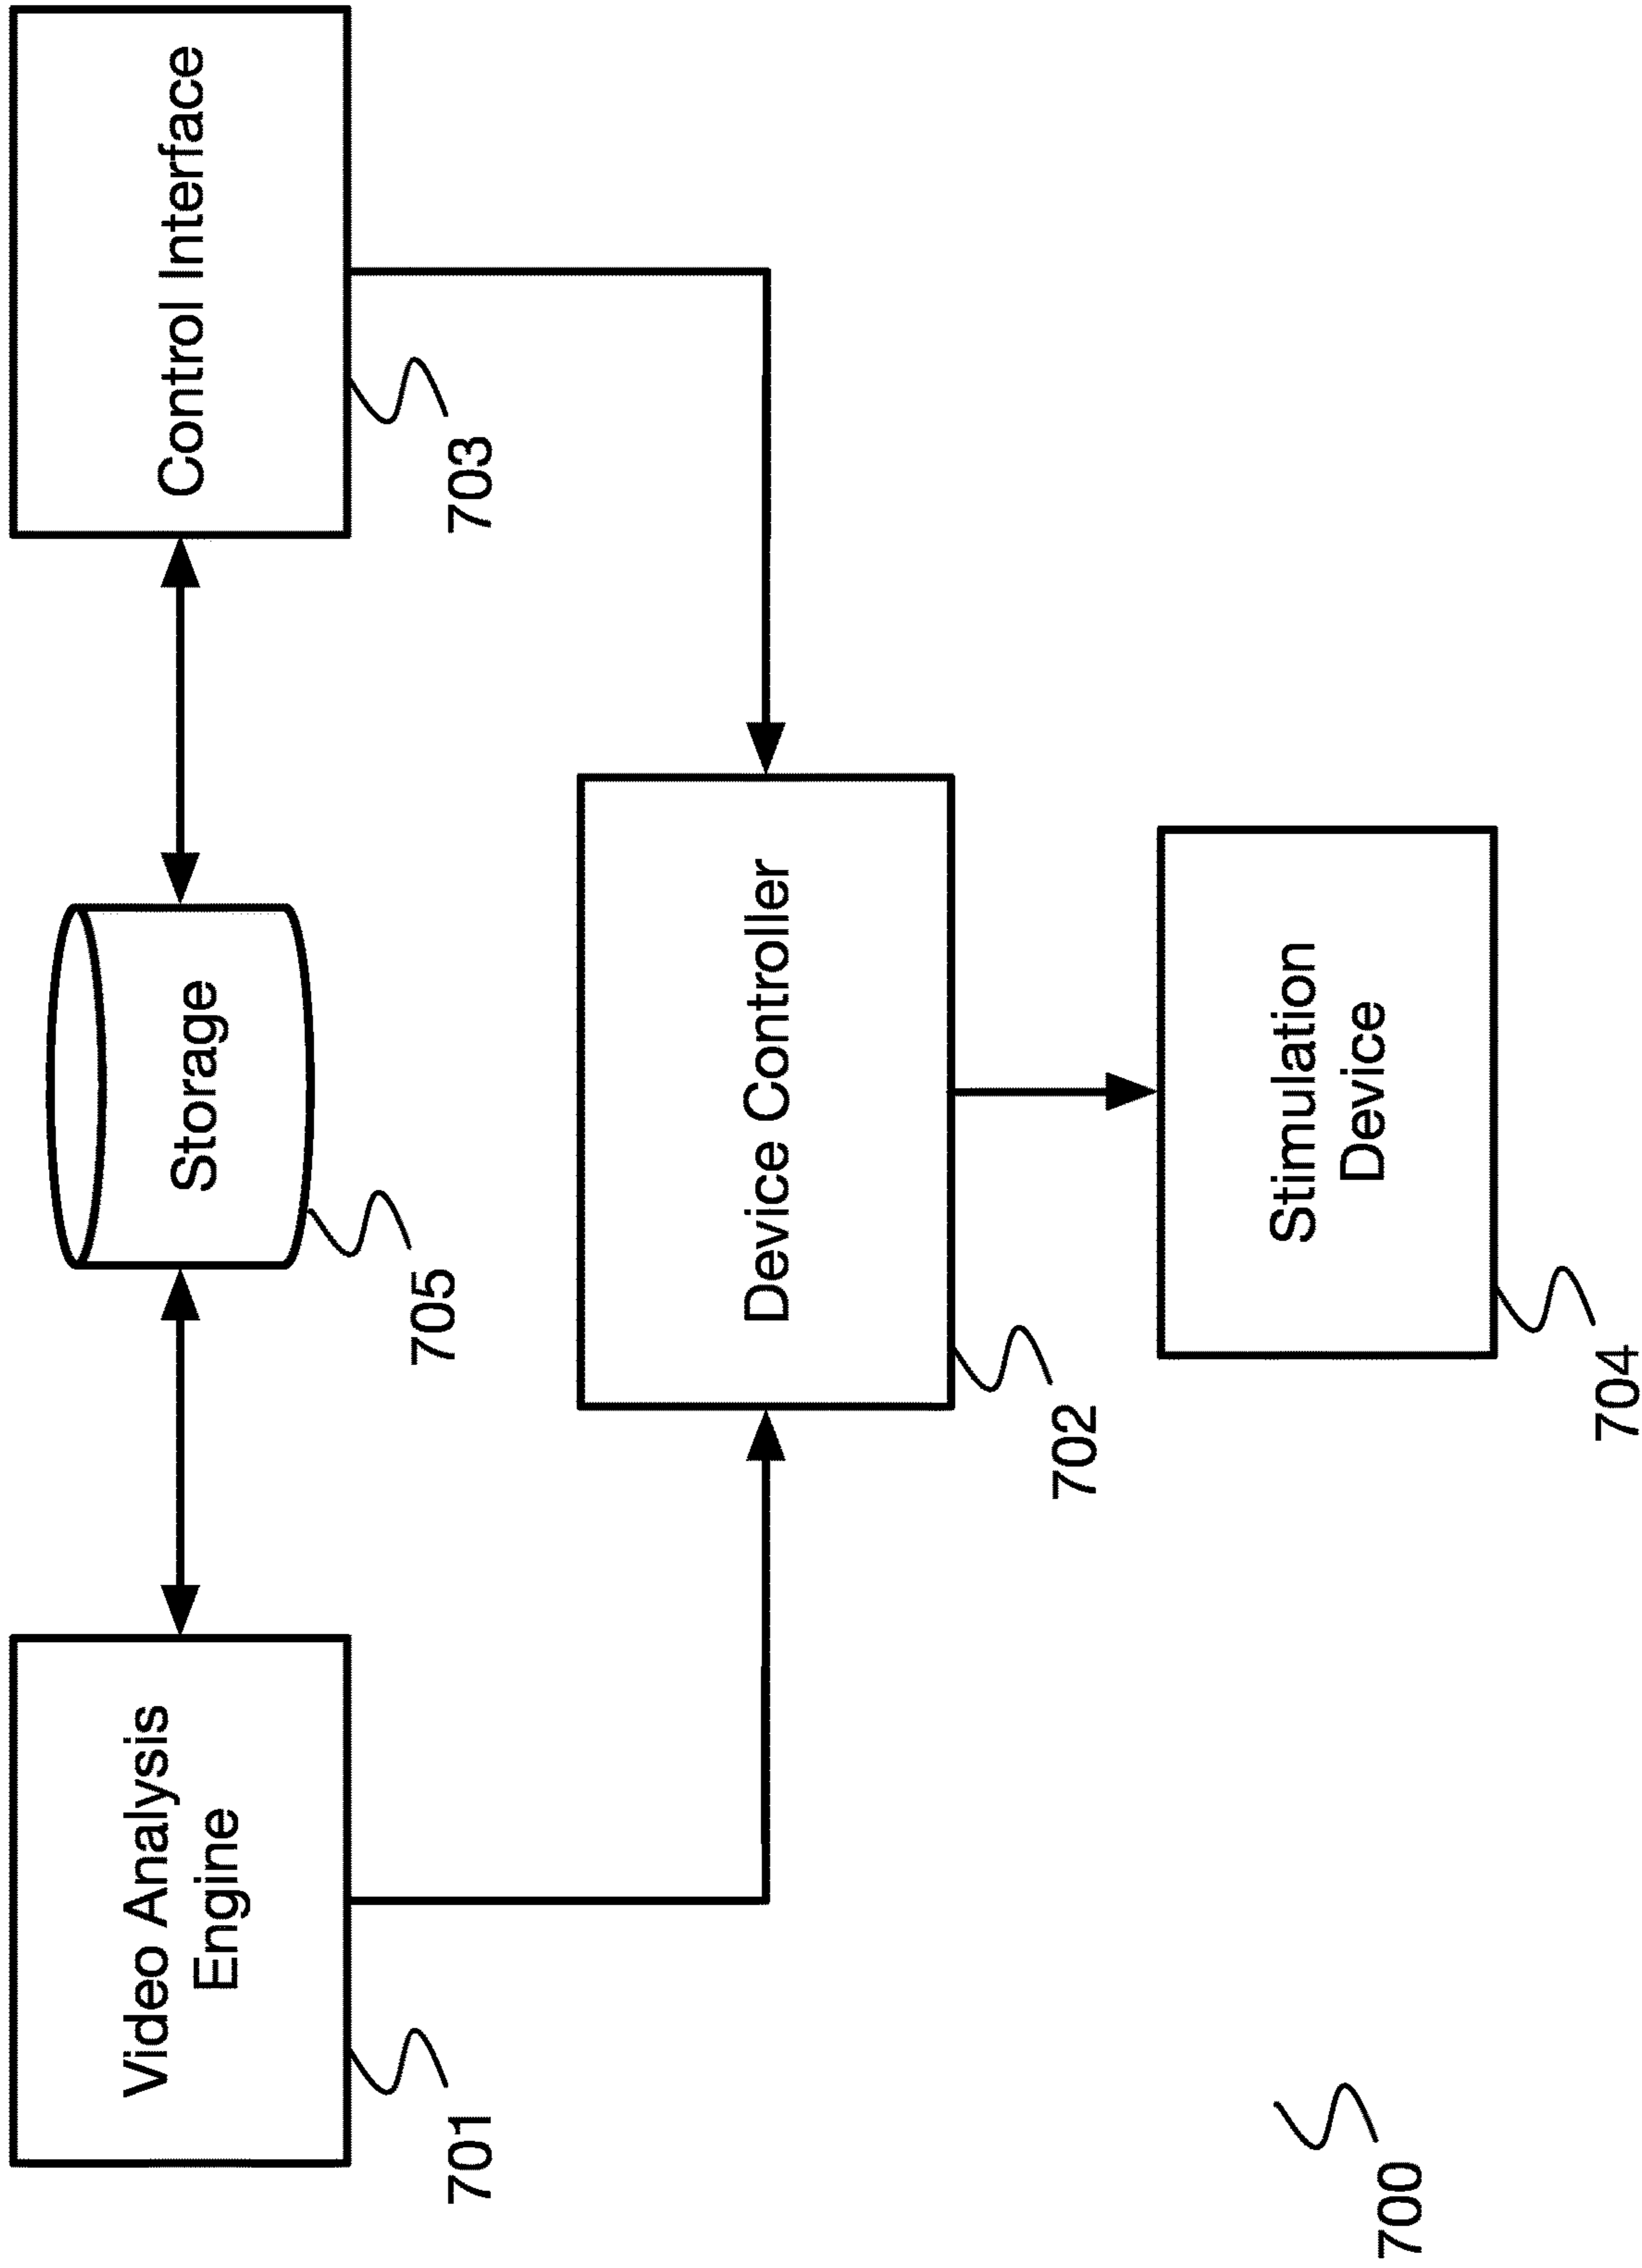 Video Analysis
Engine
701
Storage
705
Control Interface
703
Device Controller
702
Stimulation
Device
704
700